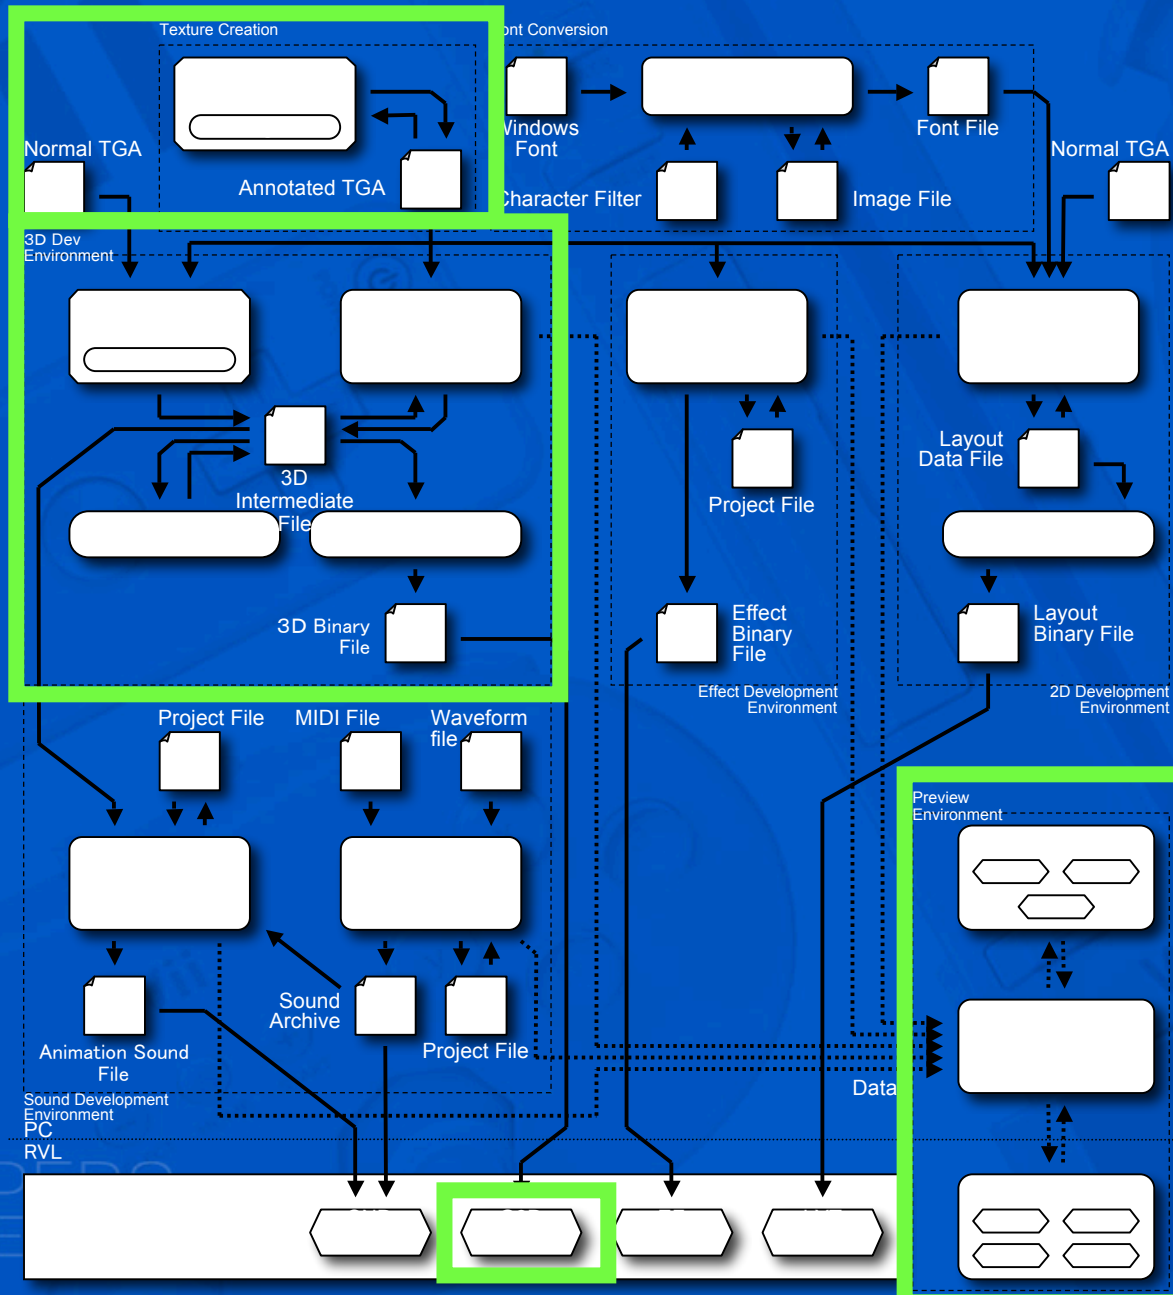 Texture Creation
ont Conversion
Windows
Font
Font File
Normal TGA
Normal TGA
Annotated TGA
Character Filter
Image File
3D Dev
Environment
3D
Intermediate
File
Layout
Data File
Project File
3D Binary
File
Effect
Binary
File
Layout
Binary File
Effect Development
Environment
2D Development
Environment
Project File
MIDI File
Waveform
file
Preview
Environment
Sound
Archive
Animation Sound
File
Project File
Data
Sound Development
Environment
PC
RVL